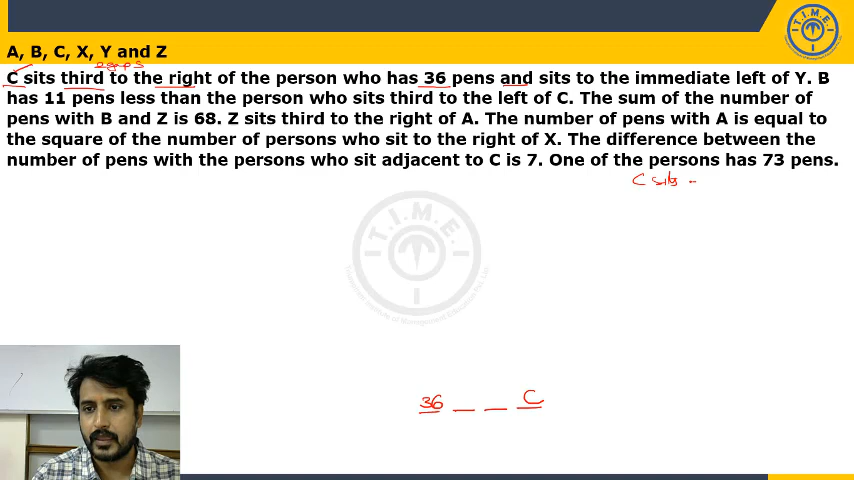 A, B, C, X, Y and Z
2 gaps
C sits third to the right of the person who has 36 pens and sits to the immediate left of Y. B
has 11 pens less than the person who sits third to the left of C. The sum of the number of
pens with B and Z is 68. Z sits third to the right of A. The number of pens with A is equal to
the square of the number of persons who sit to the right of X. The difference between the
number of pens with the persons who sit adjacent to C is 7. One of the persons has 73 pens.
C sits -
T.I.M.E.
36 _ _ C